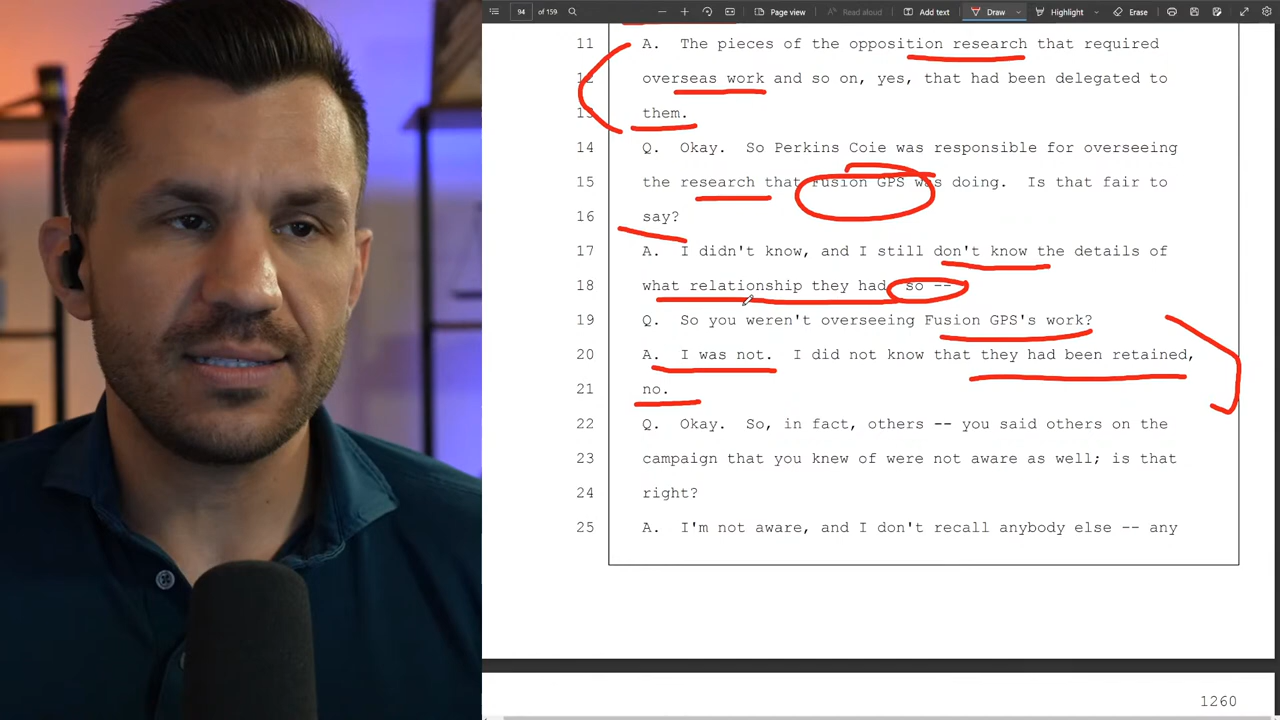 94 of 159
Page view
Read aloud
Add text
Draw
Highlight
Erase
11 A. The pieces of the opposition research that required
12 overseas work and so on, yes, that had been delegated to
13 them.
14 Q. Okay. So Perkins Coie was responsible for overseeing
15 the research that Fusion GPS was doing. Is that fair to
16 say?
17 A. I didn't know, and I still don't know the details of
18 what relationship they had so --
19 Q. So you weren't overseeing Fusion GPS's work?
20 A. I was not. I did not know that they had been retained,
21 no.
22 Q. Okay. So, in fact, others -- you said others on the
23 campaign that you knew of were not aware as well; is that
24 right?
25 A. I'm not aware, and I don't recall anybody else -- any
1260